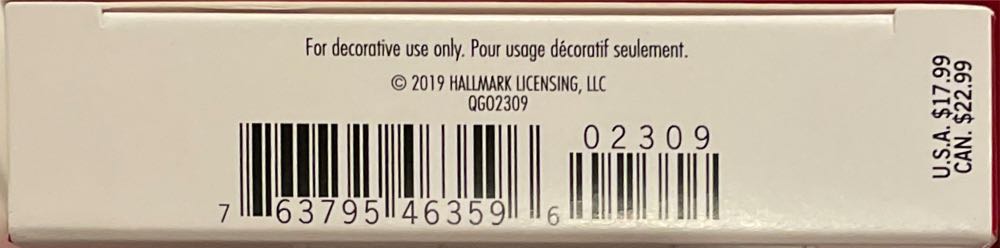 For decorative use only. Pour usage décoratif seulement.
© 2019 HALLMARK LICENSING, LLC
QGO2309
02309
7 63795 46359 6
U.S.A. $17.99
CAN. $22.99